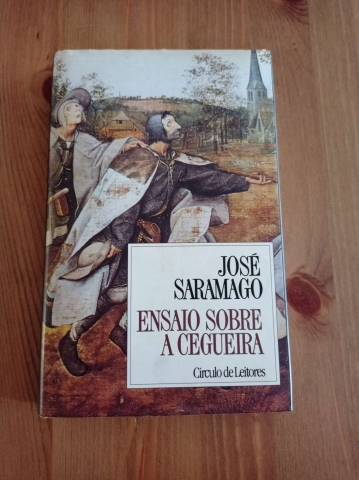 JOSÉ
SARAMAGO
ENSAIO SOBRE
A CEGUEIRA
Círculo de Leitores